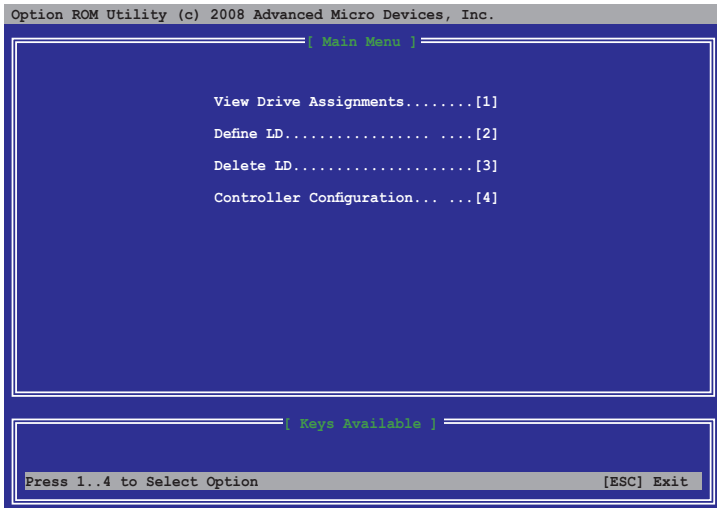 Option ROM Utility (c) 2008 Advanced Micro Devices, Inc.
[ Main Menu ]
View Drive Assignments........[1]
Define LD................. ....[2]
Delete LD.....................[3]
Controller Configuration... ...[4]
[ Keys Available ]
Press 1..4 to Select Option [ESC] Exit